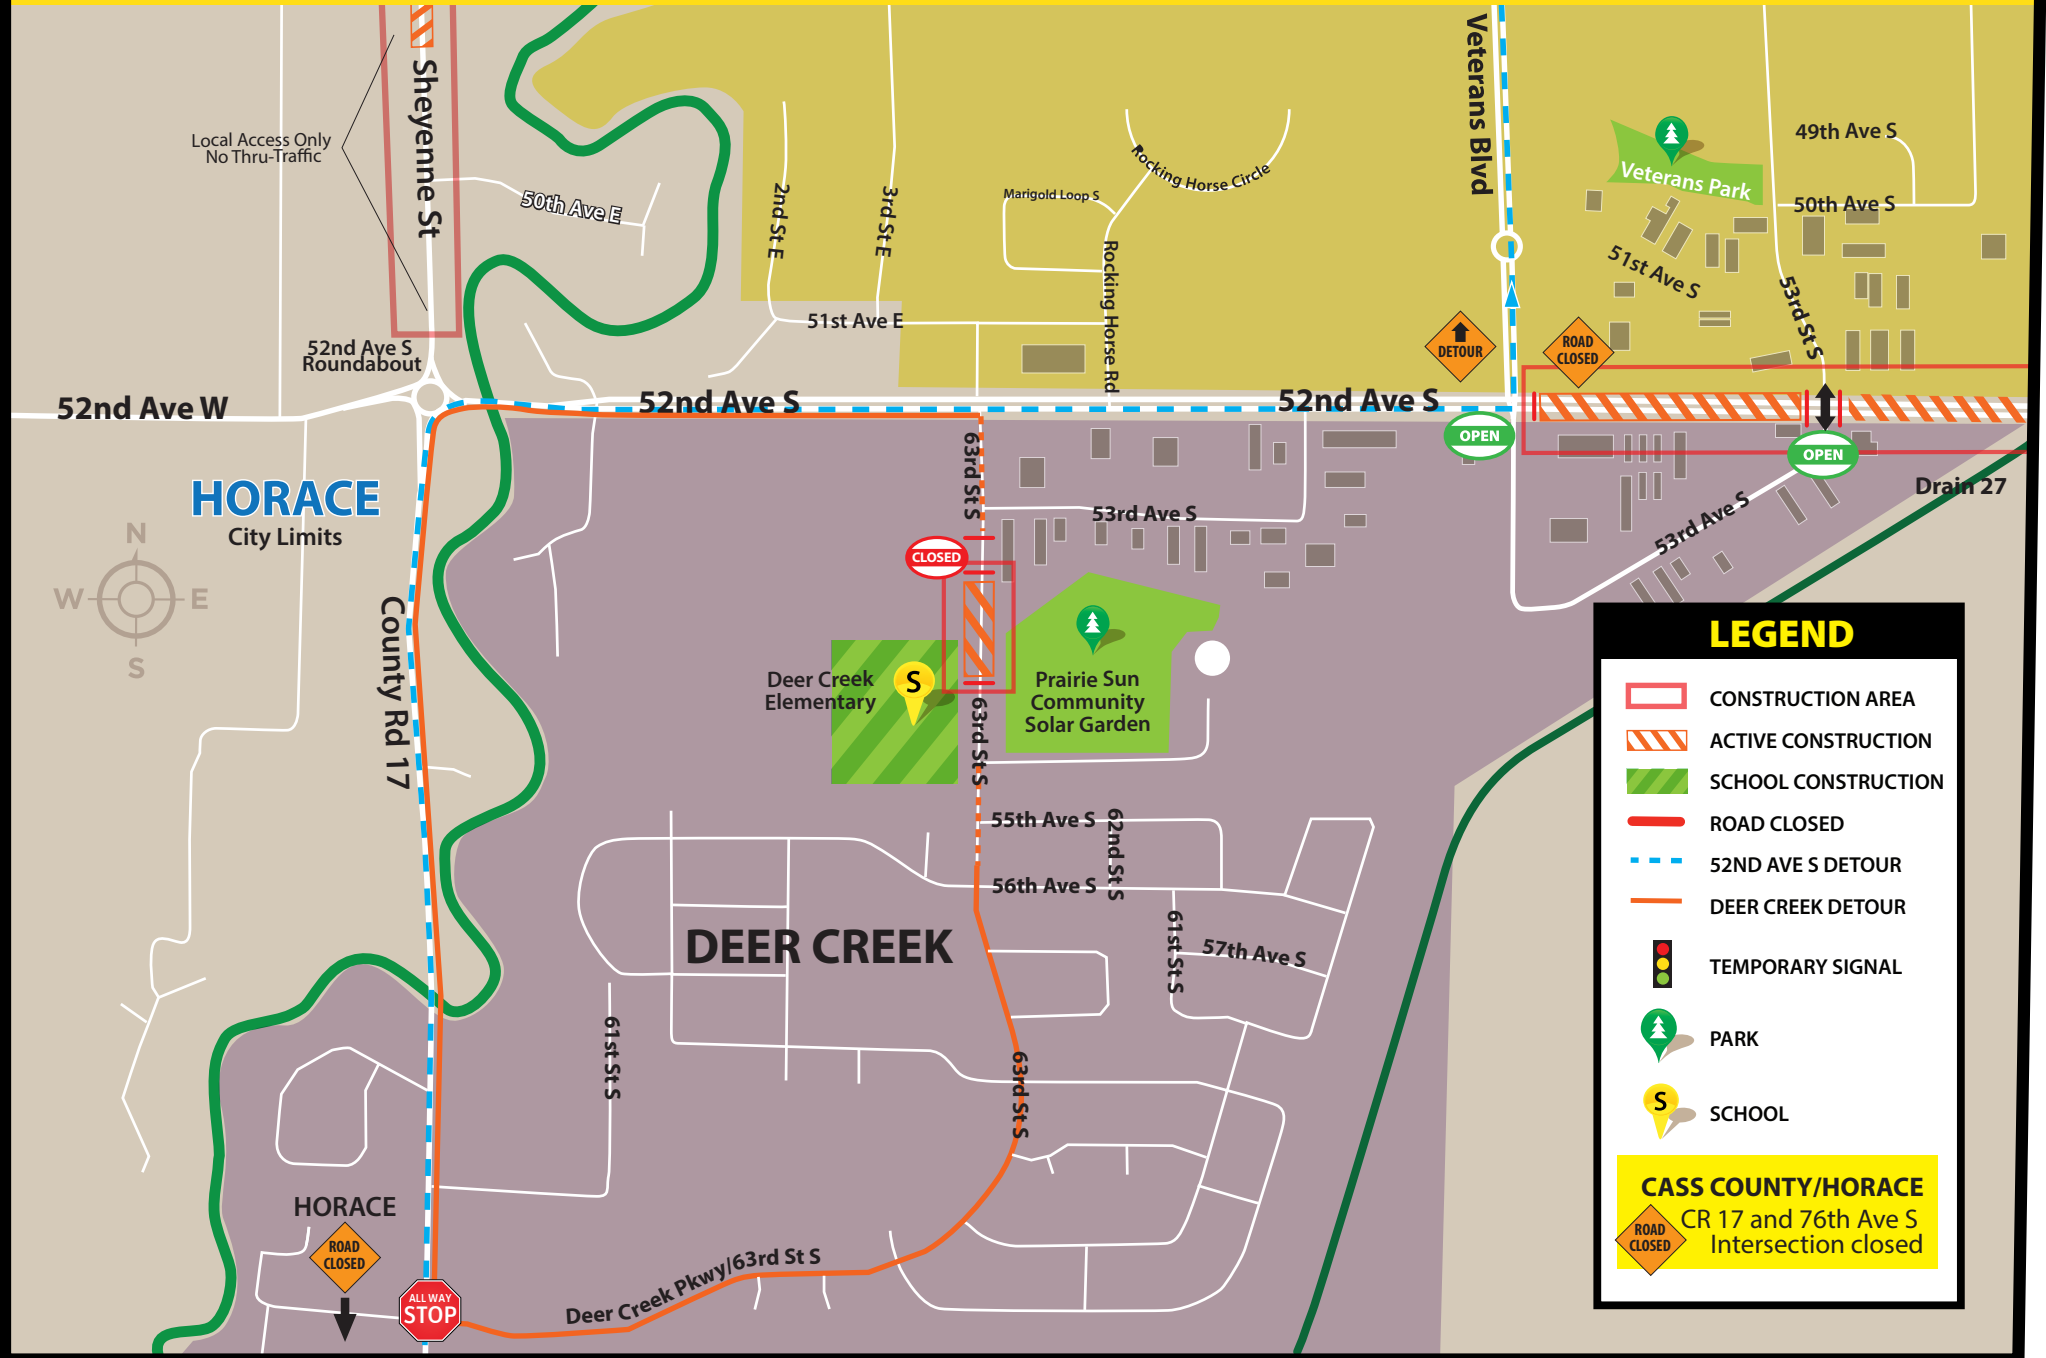 Sheyenne St
Local Access Only
No Thru-Traffic
50th Ave E
2nd St E
3rd St E
Marigold Loop S
Rocking Horse Circle
Rocking Horse Rd
51st Ave E
Veterans Blvd
Veterans Park
49th Ave S
50th Ave S
51st Ave S
53rd St S
DETOUR
ROAD
CLOSED
52nd Ave S
Roundabout
52nd Ave W
52nd Ave S
52nd Ave S
OPEN
OPEN
Drain 27
HORACE
City Limits
N
W
E
S
63rd St S
53rd Ave S
53rd Ave S
CLOSED
County Rd 17
Deer Creek
Elementary
S
Prairie Sun
Community
Solar Garden
63rd St S
55th Ave S
62nd St S
56th Ave S
DEER CREEK
61st St S
57th Ave S
61st St S
63rd St S
HORACE
ROAD
CLOSED
ALL WAY
STOP
Deer Creek Pkwy/63rd St S
LEGEND
CONSTRUCTION AREA
ACTIVE CONSTRUCTION
SCHOOL CONSTRUCTION
ROAD CLOSED
52ND AVE S DETOUR
DEER CREEK DETOUR
TEMPORARY SIGNAL
PARK
S
SCHOOL
CASS COUNTY/HORACE
CR 17 and 76th Ave S
Intersection closed
ROAD
CLOSED